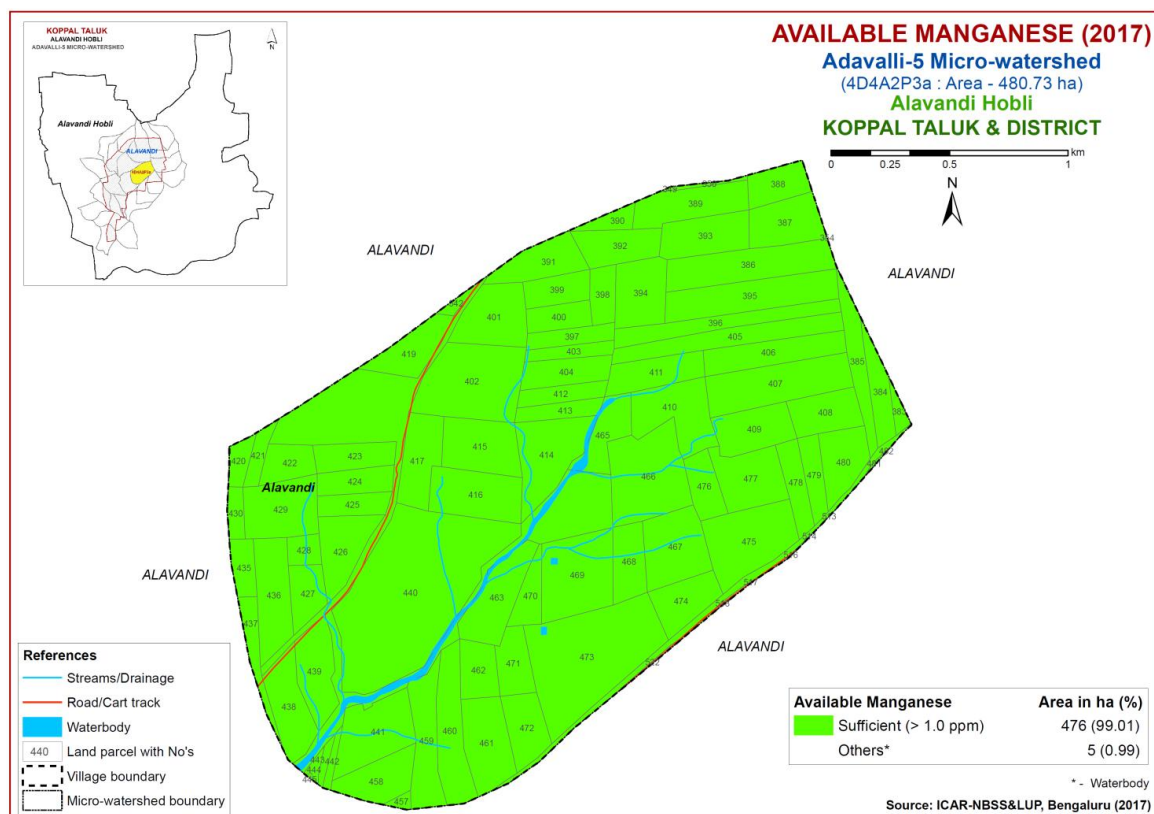 KOPPAL TALUK
ALAVANDI HOBLI
ADAVALLI-5 MICRO-WATERSHED
N
Alavandi Hobli
ALAVANDI
AVAILABLE MANGANESE (2017)
Adavalli-5 Micro-watershed
(4D4A2P3a : Area - 480.73 ha)
Alavandi Hobli
KOPPAL TALUK & DISTRICT
km
0 0.25 0.5 1
N
388
389
390
387
393
392
ALAVANDI
ALAVANDI
391
386
399
398
394
395
401
400
396
397
405
403
406
419
402
404
411
385
407
412
384
413
410
408
409
415
414
465
420
421
422
423
417
480
424
416
466
476
477
478
479
Alavandi
425
429
430
428
426
467
475
435
436
427
440
463
470
469
468
474
ALAVANDI
437
439
462
471
473
ALAVANDI
438
441
459
460
461
472
443
442
444
458
457
References
Streams/Drainage
Road/Cart track
Waterbody
440 Land parcel with No's
Village boundary
Micro-watershed boundary
Available Manganese Area in ha (%)
Sufficient (> 1.0 ppm) 476 (99.01)
Others* 5 (0.99)
* - Waterbody
Source: ICAR-NBSS&LUP, Bengaluru (2017)